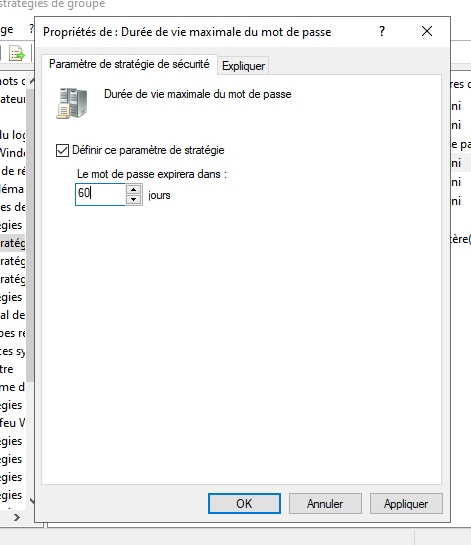 stratégies de groupe
Propriétés de : Durée de vie maximale du mot de passe
?
Paramètre de stratégie de sécurité
Expliquer
Durée de vie maximale du mot de passe
Définir ce paramètre de stratégie
Le mot de passe expirera dans :
60
jours
OK
Annuler
Appliquer